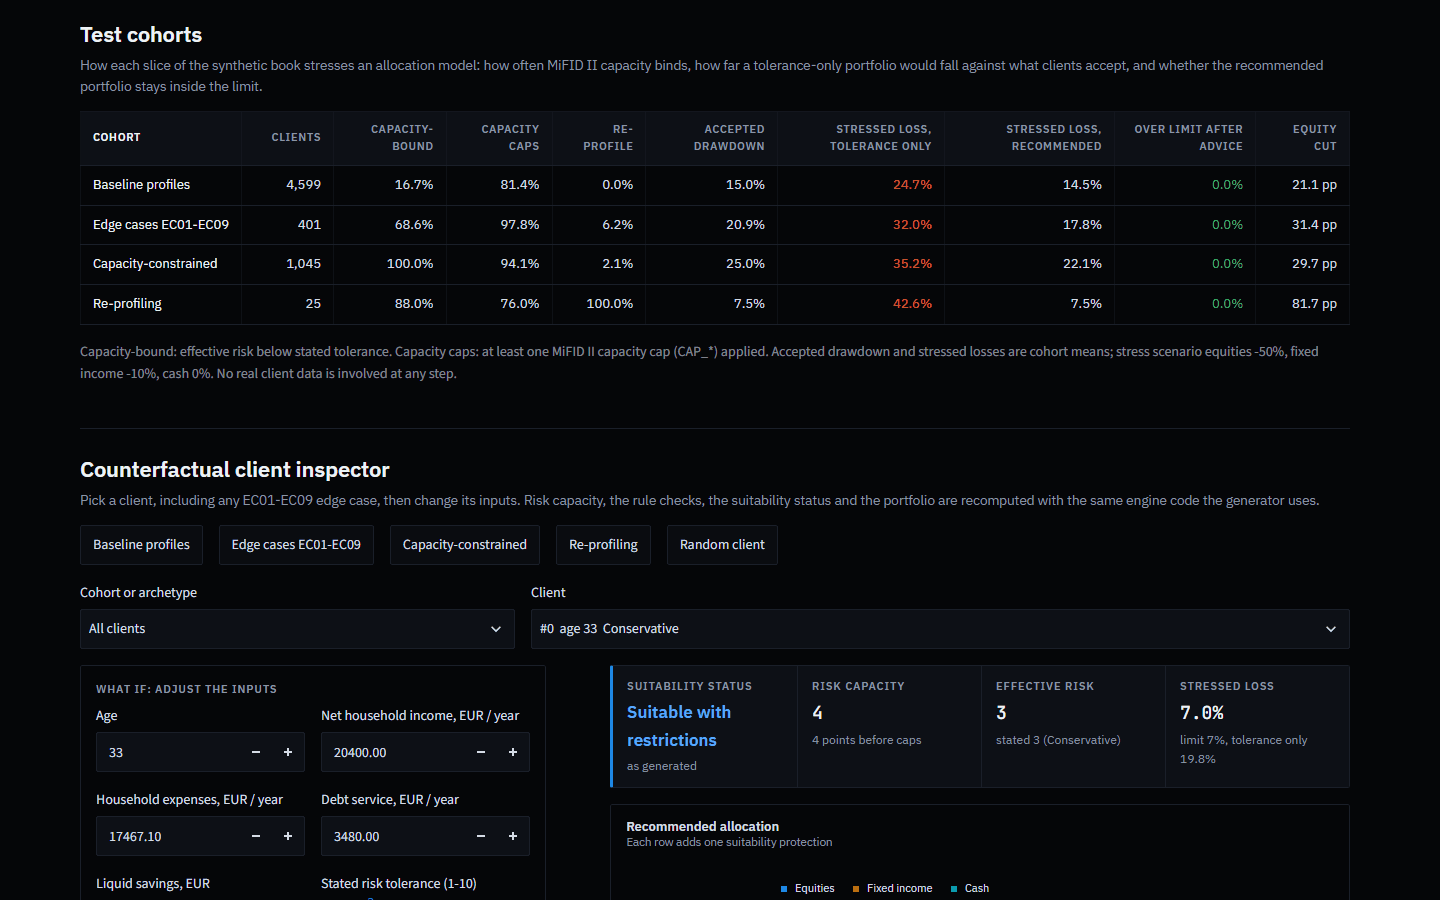 Test cohorts
How each slice of the synthetic book stresses an allocation model: how often MiFID II capacity binds, how far a tolerance-only portfolio would fall against what clients accept, and whether the recommended
portfolio stays inside the limit.
COHORT CLIENTS CAPACITY-BOUND CAPACITY CAPS RE-PROFILE ACCEPTED DRAWDOWN STRESSED LOSS, TOLERANCE ONLY STRESSED LOSS, RECOMMENDED OVER LIMIT AFTER ADVICE EQUITY CUT
Baseline profiles 4,599 16.7% 81.4% 0.0% 15.0% 24.7% 14.5% 0.0% 21.1 pp
Edge cases EC01-EC09 401 68.6% 97.8% 6.2% 20.9% 32.0% 17.8% 0.0% 31.4 pp
Capacity-constrained 1,045 100.0% 94.1% 2.1% 25.0% 35.2% 22.1% 0.0% 29.7 pp
Re-profiling 25 88.0% 76.0% 100.0% 7.5% 42.6% 7.5% 0.0% 81.7 pp
Capacity-bound: effective risk below stated tolerance. Capacity caps: at least one MiFID II capacity cap (CAP_*) applied. Accepted drawdown and stressed losses are cohort means; stress scenario equities -50%, fixed
income -10%, cash 0%. No real client data is involved at any step.
Counterfactual client inspector
Pick a client, including any EC01-EC09 edge case, then change its inputs. Risk capacity, the rule checks, the suitability status and the portfolio are recomputed with the same engine code the generator uses.
Baseline profiles Edge cases EC01-EC09 Capacity-constrained Re-profiling Random client
Cohort or archetype Client
All clients #0 age 33 Conservative
WHAT IF: ADJUST THE INPUTS
Age Net household income, EUR / year
33 − + 20400.00 − +
Household expenses, EUR / year Debt service, EUR / year
17467.10 − + 3480.00 − +
Liquid savings, EUR Stated risk tolerance (1-10)
SUITABILITY STATUS RISK CAPACITY EFFECTIVE RISK STRESSED LOSS
Suitable with 4 3 7.0%
restrictions 4 points before caps stated 3 (Conservative) limit 7%, tolerance only
as generated 19.8%
Recommended allocation
Each row adds one suitability protection
Equities Fixed income Cash